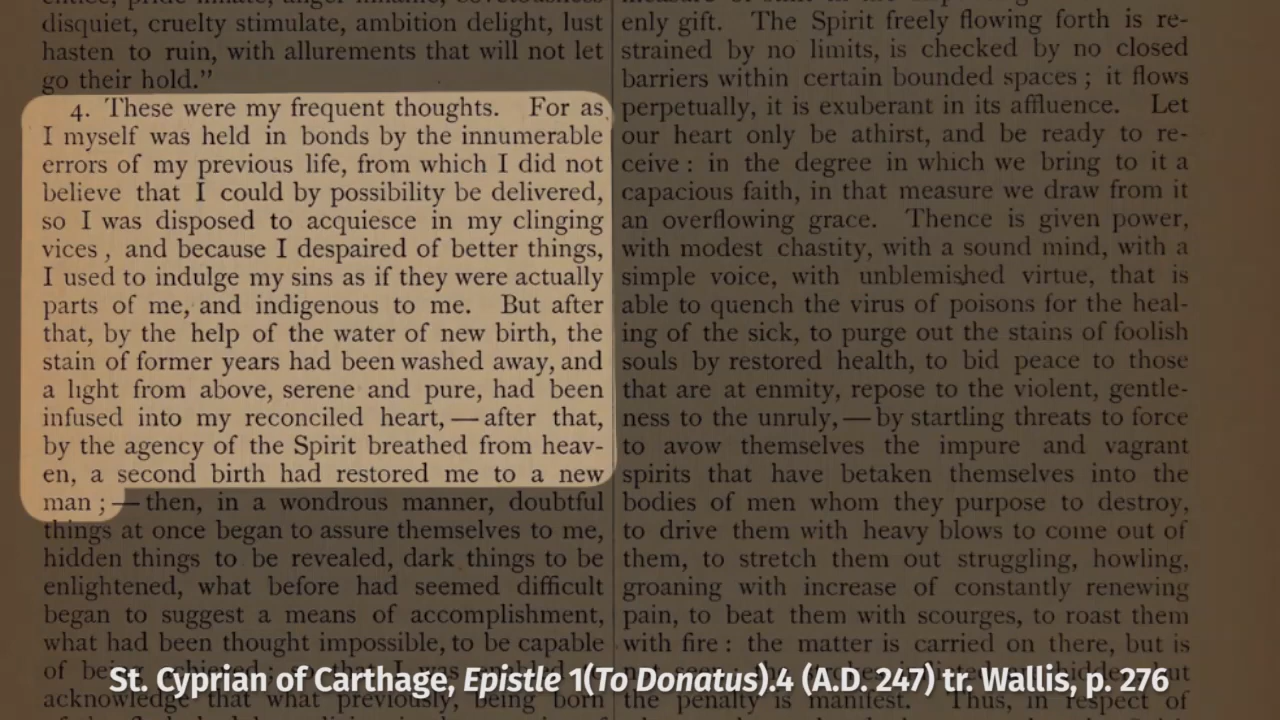 disquiet, cruelty stimulate, ambition delight, lust
hasten to ruin, with allurements that will not let
go their hold.”
4. These were my frequent thoughts. For as
I myself was held in bonds by the innumerable
errors of my previous life, from which I did not
believe that I could by possibility be delivered,
so I was disposed to acquiesce in my clinging
vices , and because I despaired of better things,
I used to indulge my sins as if they were actually
parts of me, and indigenous to me. But after
that, by the help of the water of new birth, the
stain of former years had been washed away, and
a light from above, serene and pure, had been
infused into my reconciled heart, — after that,
by the agency of the Spirit breathed from heav-
en, a second birth had restored me to a new
man ; — then, in a wondrous manner, doubtful
things at once began to assure themselves to me,
hidden things to be revealed, dark things to be
enlightened, what before had seemed difficult
began to suggest a means of accomplishment,
what had been thought impossible, to be capable
of being
acknowledge that what previously, being born
enly gift. The Spirit freely flowing forth is re-
strained by no limits, is checked by no closed
barriers within certain bounded spaces ; it flows
perpetually, it is exuberant in its affluence. Let
our heart only be athirst, and be ready to re-
ceive : in the degree in which we bring to it a
capacious faith, in that measure we draw from it
an overflowing grace. Thence is given power,
with modest chastity, with a sound mind, with a
simple voice, with unblemished virtue, that is
able to quench the virus of poisons for the heal-
ing of the sick, to purge out the stains of foolish
souls by restored health, to bid peace to those
that are at enmity, repose to the violent, gentle-
ness to the unruly, — by startling threats to force
to avow themselves the impure and vagrant
spirits that have betaken themselves into the
bodies of men whom they purpose to destroy,
to drive them with heavy blows to come out of
them, to stretch them out struggling, howling,
groaning with increase of constantly renewing
pain, to beat them with scourges, to roast them
with fire : the matter is carried on there, but is
the penalty is manifest. Thus, in respect of
St. Cyprian of Carthage, Epistle 1(To Donatus).4 (A.D. 247) tr. Wallis, p. 276